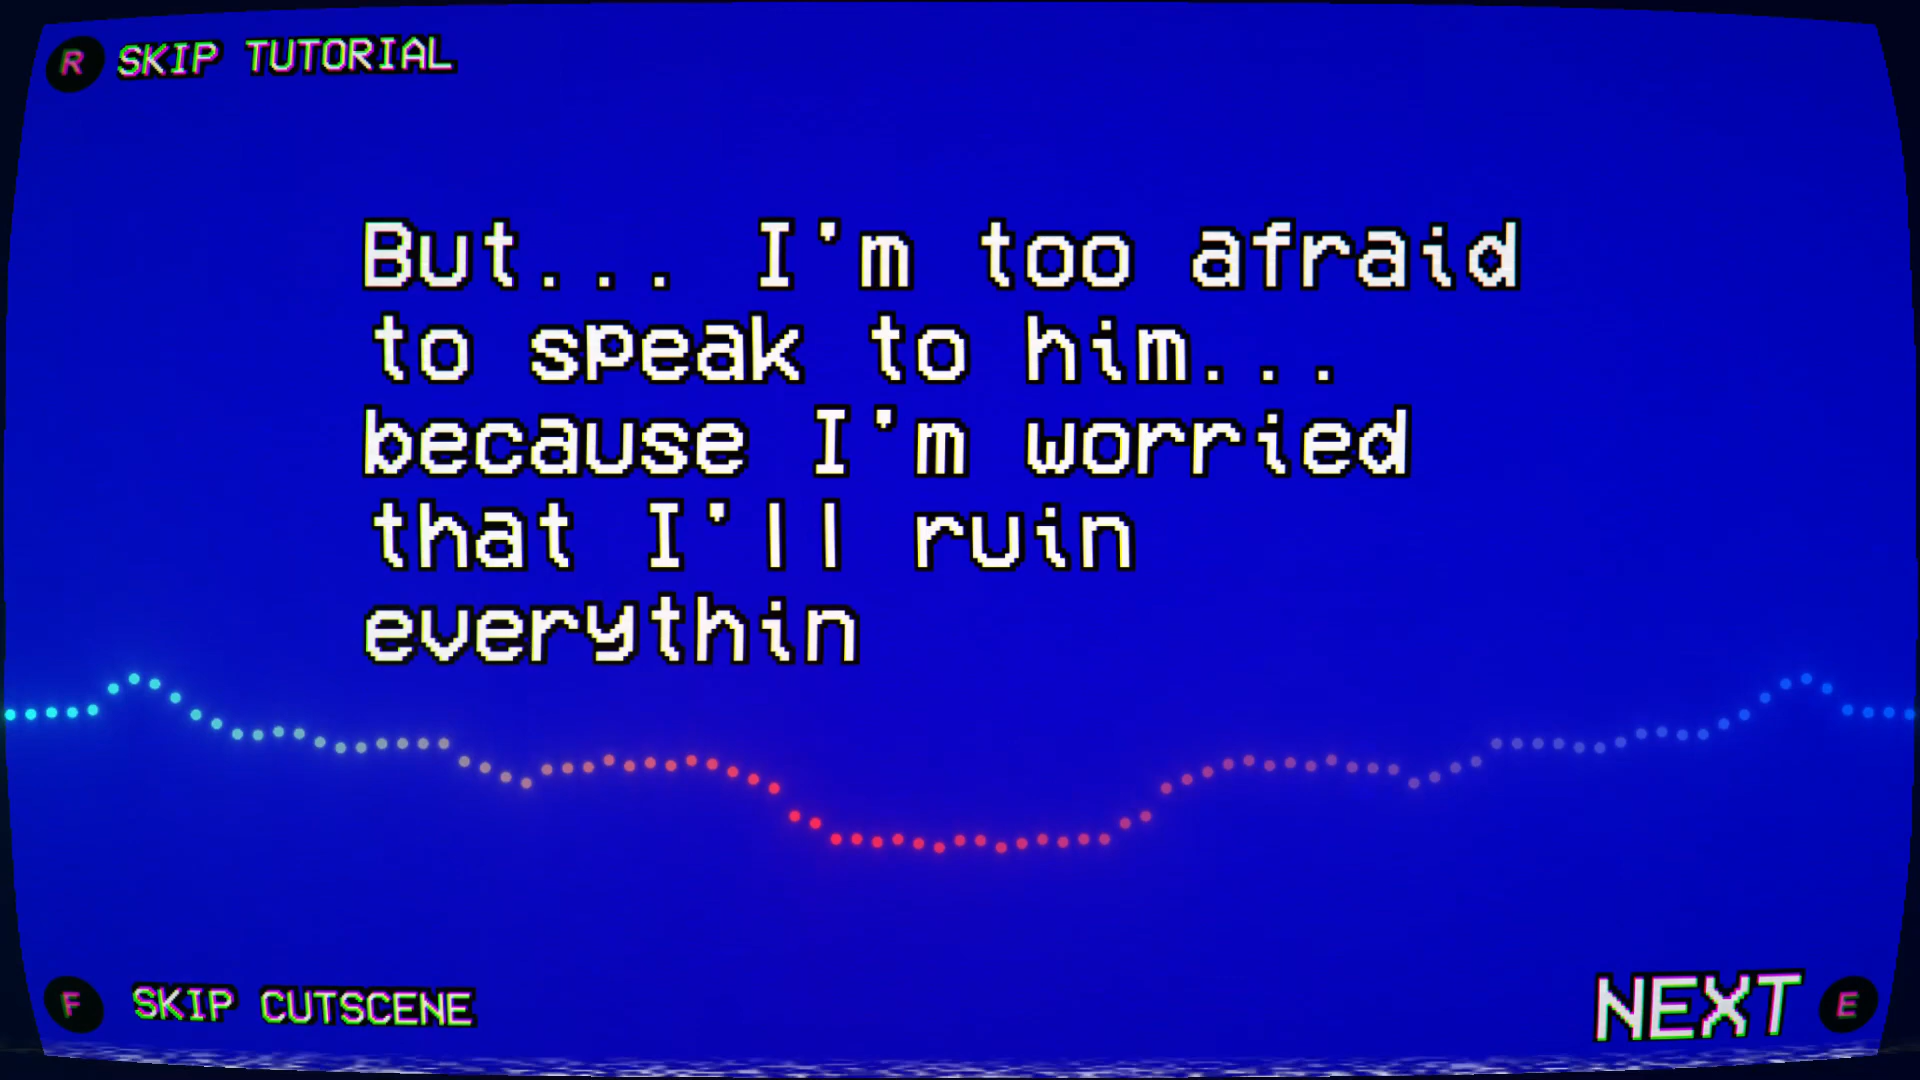 R SKIP TUTORIAL
But... I'm too afraid
to speak to him...
because I'm worried
that I'll ruin
everythin
F SKIP CUTSCENE
NEXT E